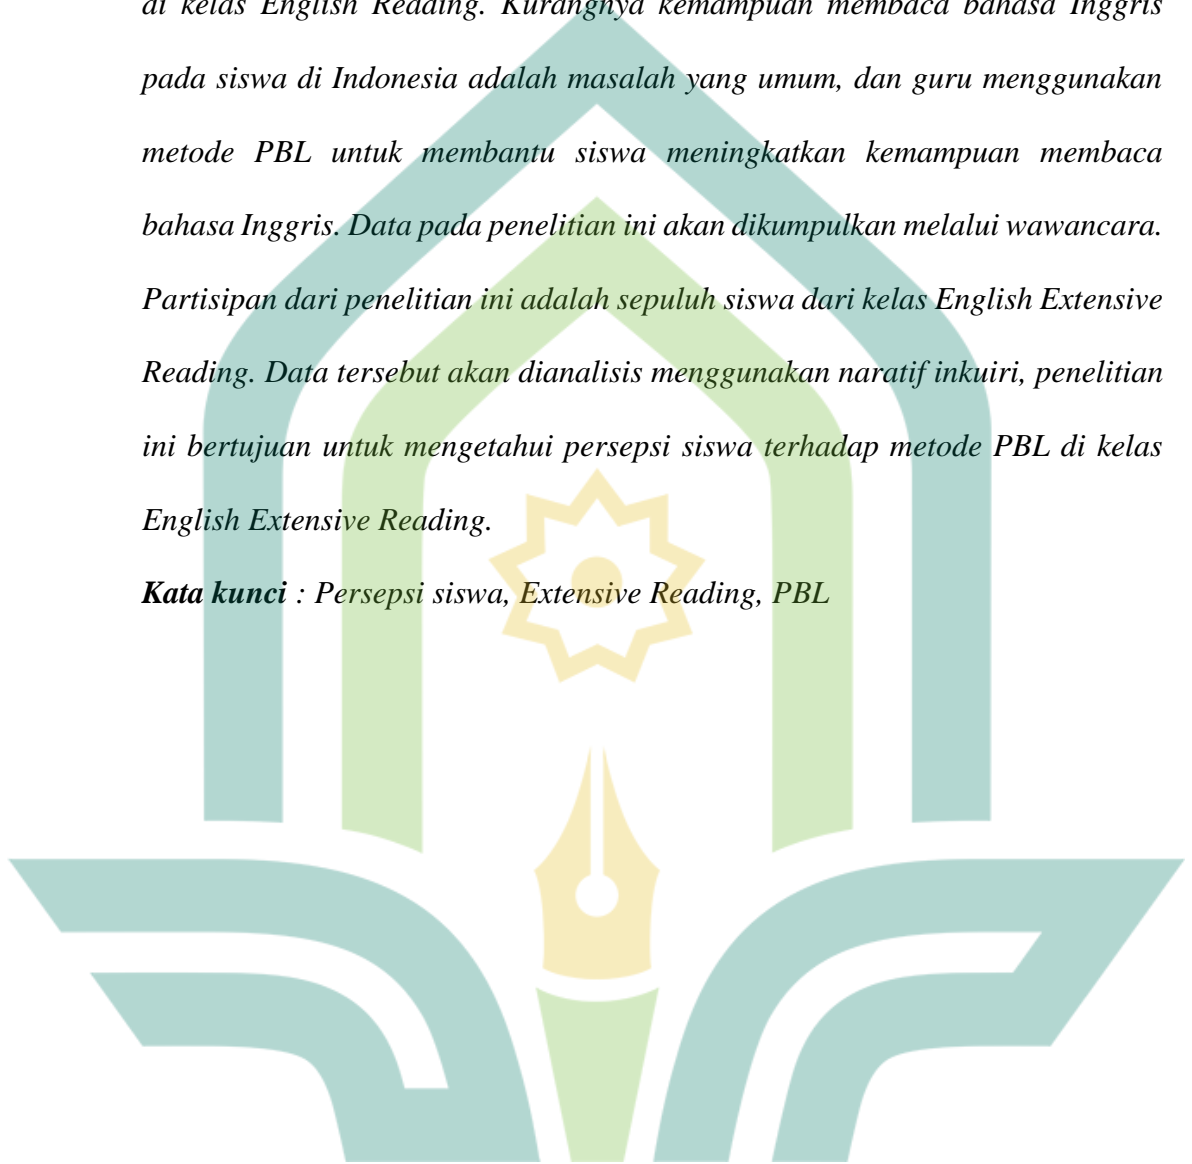 di kelas English Reading. Kurangnya kemampuan membaca bahasa Inggris
pada siswa di Indonesia adalah masalah yang umum, dan guru menggunakan
metode PBL untuk membantu siswa meningkatkan kemampuan membaca
bahasa Inggris. Data pada penelitian ini akan dikumpulkan melalui wawancara.
Partisipan dari penelitian ini adalah sepuluh siswa dari kelas English Extensive
Reading. Data tersebut akan dianalisis menggunakan naratif inkuiri, penelitian
ini bertujuan untuk mengetahui persepsi siswa terhadap metode PBL di kelas
English Extensive Reading.
Kata kunci : Persepsi siswa, Extensive Reading, PBL